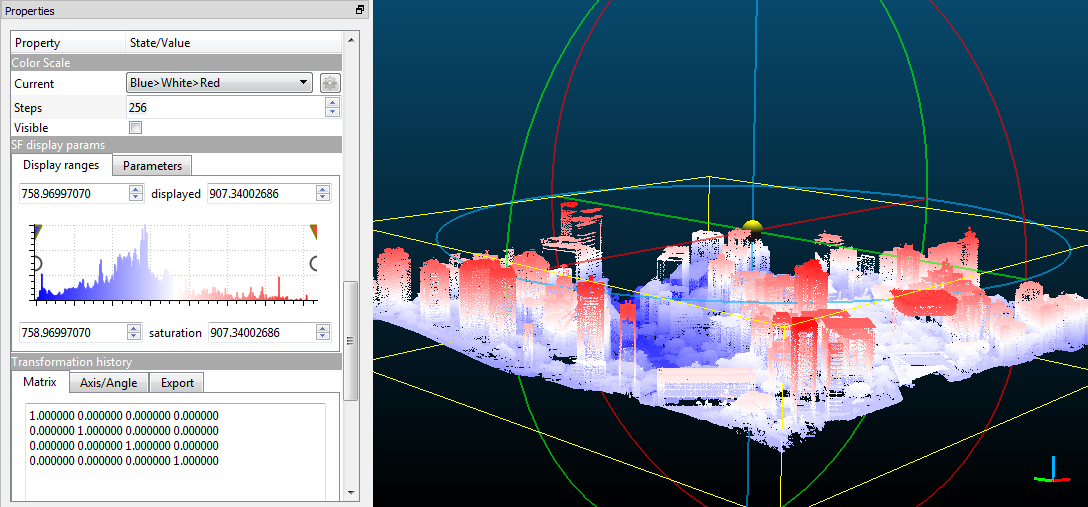 Properties
Property State/Value
Color Scale
Current Blue>White>Red
Steps 256
Visible
SF display params
Display ranges Parameters
758.96997070 displayed 907.34002686
758.96997070 saturation 907.34002686
Transformation history
Matrix Axis/Angle Export
1.000000 0.000000 0.000000 0.000000
0.000000 1.000000 0.000000 0.000000
0.000000 0.000000 1.000000 0.000000
0.000000 0.000000 0.000000 1.000000